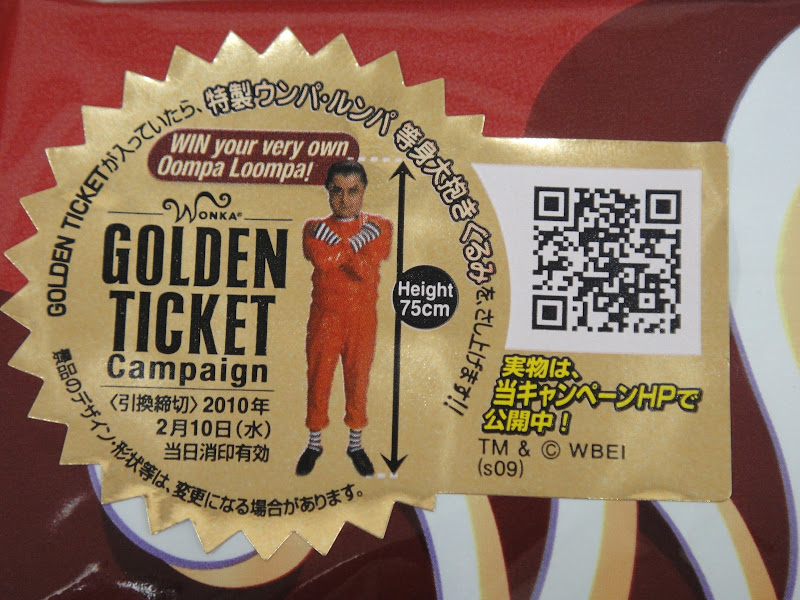 GOLDEN TICKETが入っていたら、特製ウンパ・ルンパ 等身大抱きぐるみを、さし上げます!!
WIN your very own
Oompa Loompa!
WONKA®
GOLDEN
TICKET
Campaign
〈引換締切〉2010年
2月10日(水)
当日消印有効
景品のデザイン・形状等は、変更になる場合があります。
Height
75cm
実物は、
当キャンペーンHPで
公開中!
TM & © WBEI
(s09)